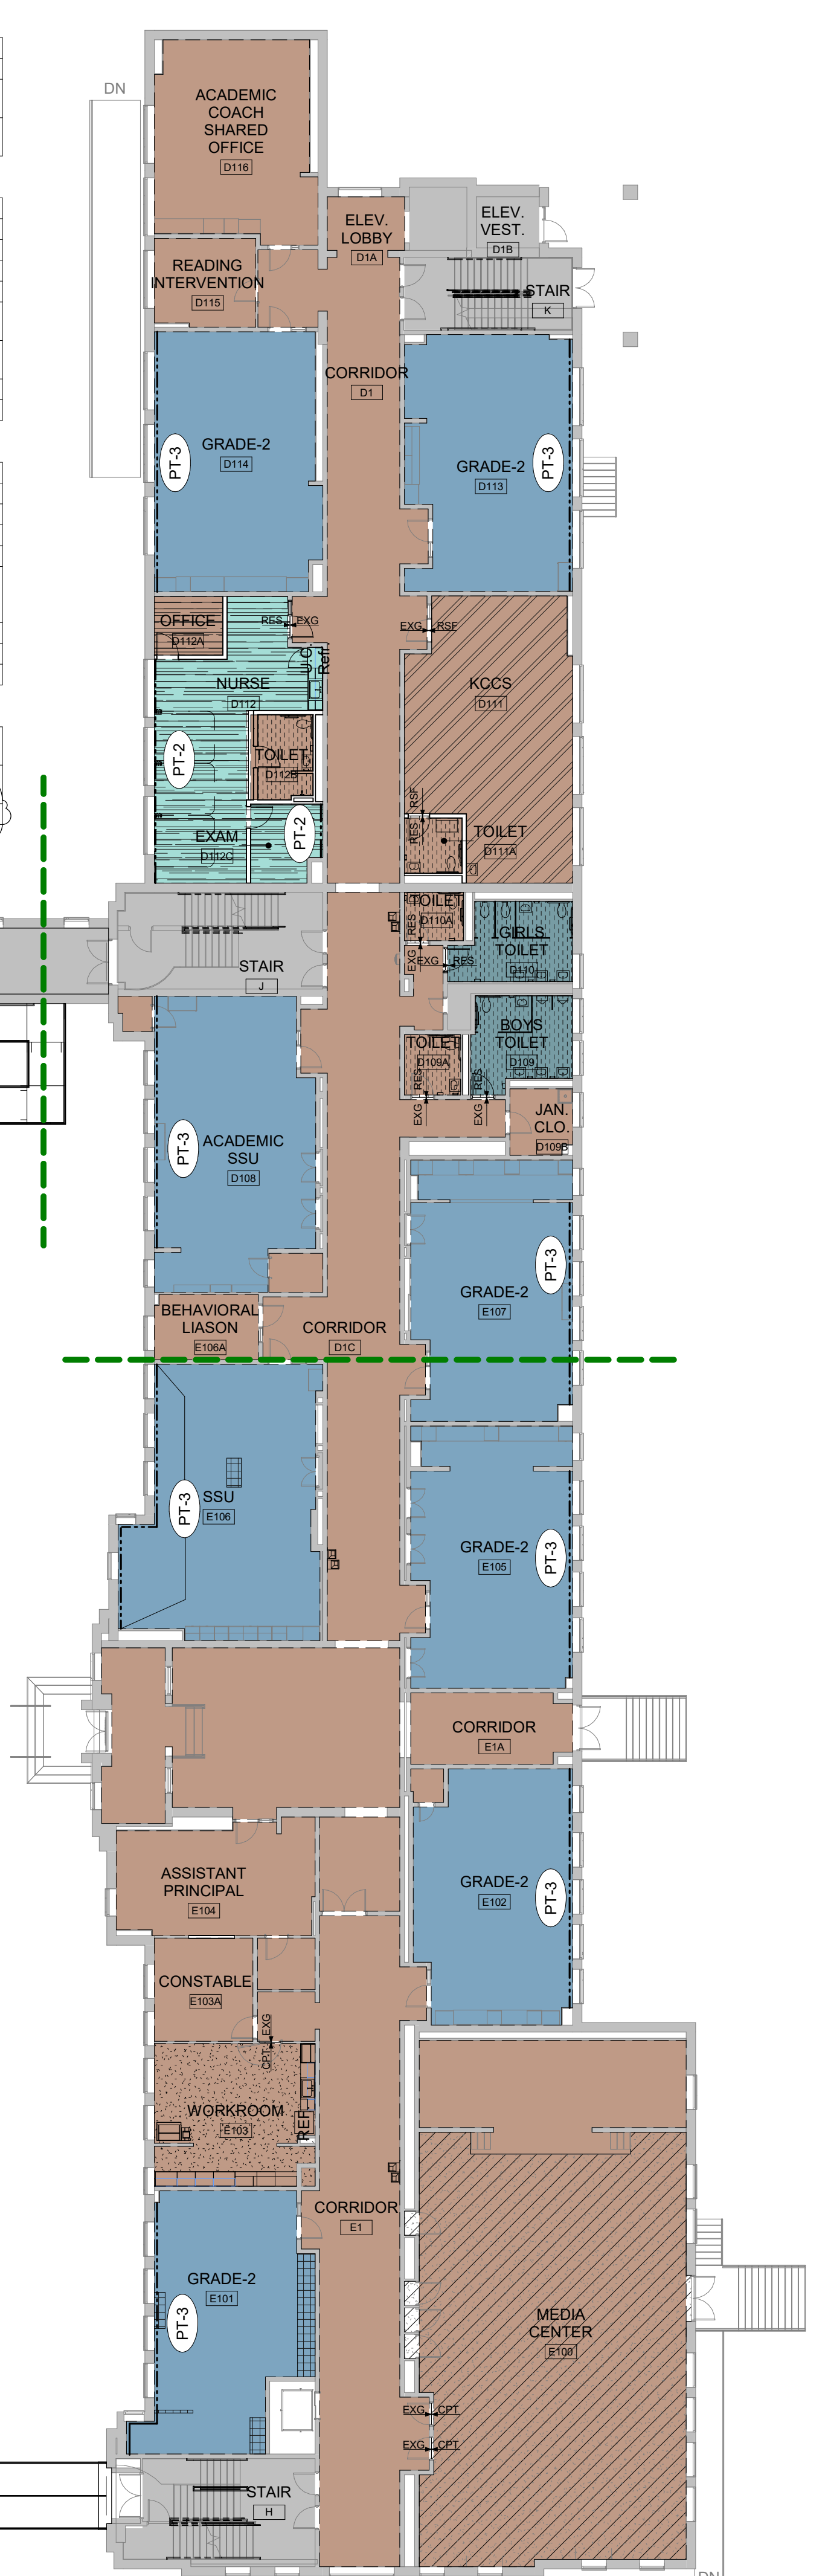 DN
ACADEMIC
COACH
SHARED
OFFICE
D116
ELEV.
LOBBY
D1A
ELEV.
VEST.
D1B
READING
INTERVENTION
D115
STAIR
K
CORRIDOR
D1
GRADE-2
D114
PT-3
GRADE-2
D113
PT-3
OFFICE
D112A
RES
EXG
U.C.
Refr.
EXG
RSF
NURSE
D112
KCCS
D111
PT-2
TOILET
D112B
RSF
RES
PT-2
EXAM
D112C
TOILET
D111A
TOILET
D110A
RES
EXG
GIRLS
TOILET
D110
EXG
RES
STAIR
J
BOYS
TOILET
D109
TOILET
D109A
RES
EXG
RES
EXG
JAN.
CLO.
D109B
PT-3
ACADEMIC
SSU
D108
PT-3
GRADE-2
E107
BEHAVIORAL
LIASON
E106A
CORRIDOR
D1C
PT-3
SSU
E106
GRADE-2
E105
PT-3
CORRIDOR
E1A
ASSISTANT
PRINCIPAL
E104
GRADE-2
E102
PT-3
CONSTABLE
E103A
EXG
CPT
WORKROOM
E103
REF.
CORRIDOR
E1
GRADE-2
E101
PT-3
MEDIA
CENTER
E100
EXG
CPT
EXG
CPT
STAIR
H
DN